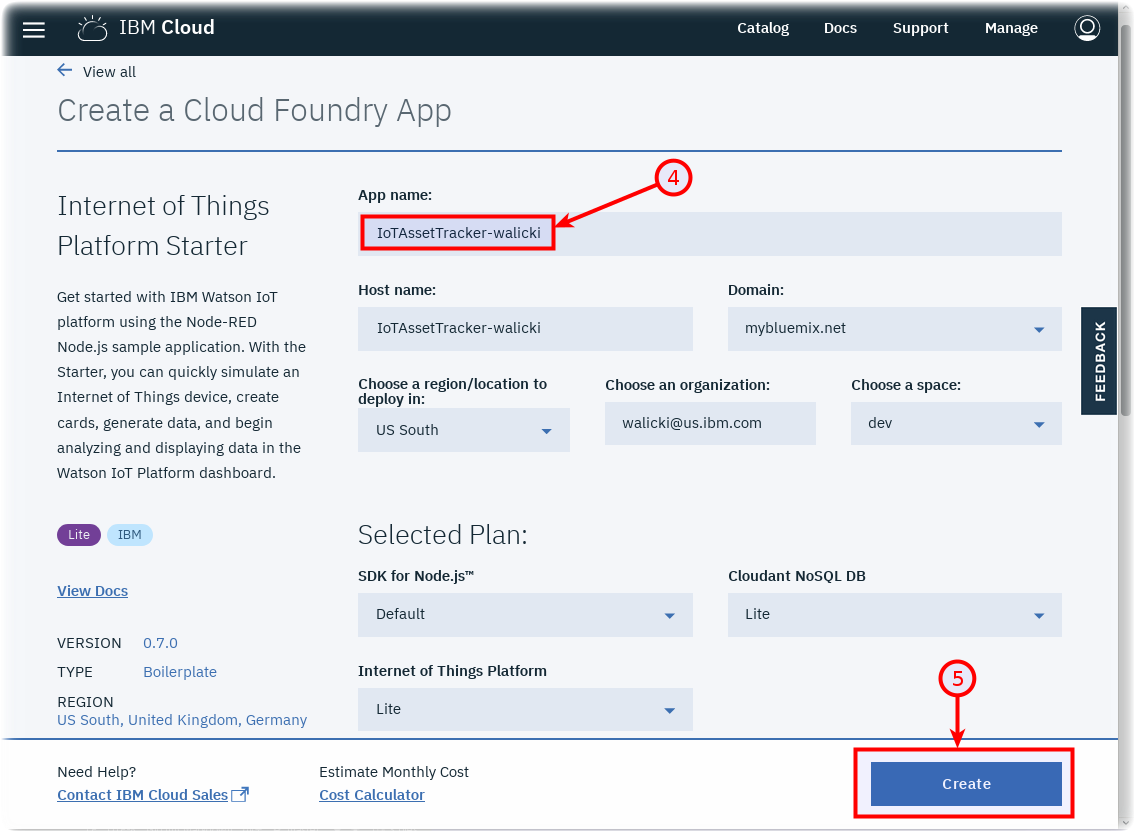 IBM Cloud
Catalog Docs Support Manage
View all
Create a Cloud Foundry App
Internet of Things
Platform Starter
Get started with IBM Watson IoT
platform using the Node-RED
Node.js sample application. With the
Starter, you can quickly simulate an
Internet of Things device, create
cards, generate data, and begin
analyzing and displaying data in the
Watson IoT Platform dashboard.
Lite IBM
View Docs
VERSION 0.7.0
TYPE Boilerplate
REGION
US South, United Kingdom, Germany
4
App name:
IoTAssetTracker-walicki
Host name: Domain:
IoTAssetTracker-walicki mybluemix.net
Choose a region/location to
deploy in:
US South
Choose an organization:
walicki@us.ibm.com
Choose a space:
dev
FEEDBACK
Selected Plan:
SDK for Node.js™ Cloudant NoSQL DB
Default Lite
Internet of Things Platform
Lite
5
Need Help?
Contact IBM Cloud Sales
Estimate Monthly Cost
Cost Calculator
Create